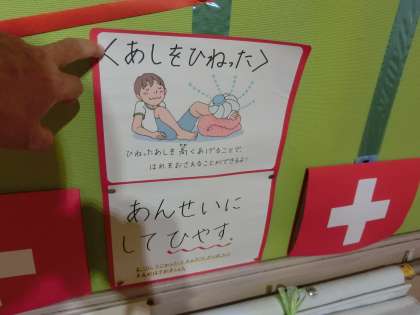 〈あしをひねった〉
ひねったあしを高くあげることで、
はれをおさえることができるよ!
あんせいに
してひやす。